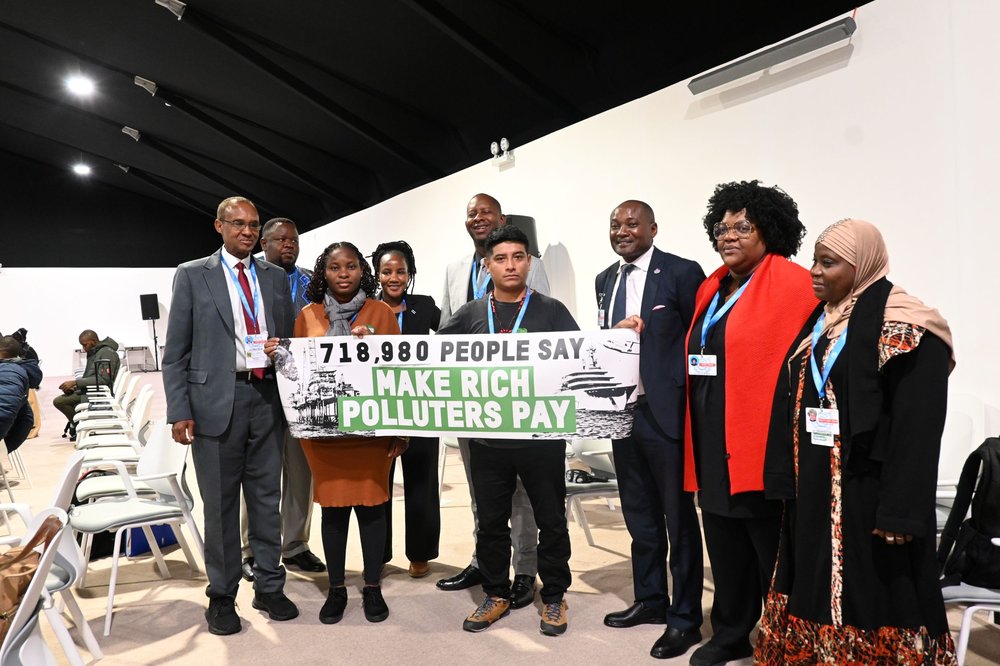 718,980 PEOPLE SAY
MAKE RICH
POLLUTERS PAY